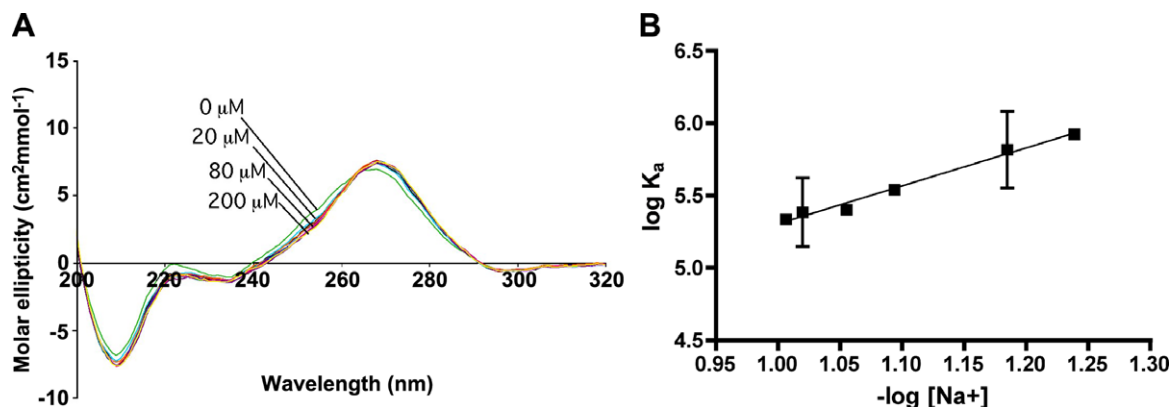 A
Molar ellipticity (cm²mmol-¹)
15
10
5
0
-5
-10
0 μM
20 μM
80 μM
200 μM
200 220 240 260 280 300 320
Wavelength (nm)
B
log Kₐ
6.5
6.0
5.5
5.0
4.5
0.95 1.00 1.05 1.10 1.15 1.20 1.25 1.30
-log [Na+]